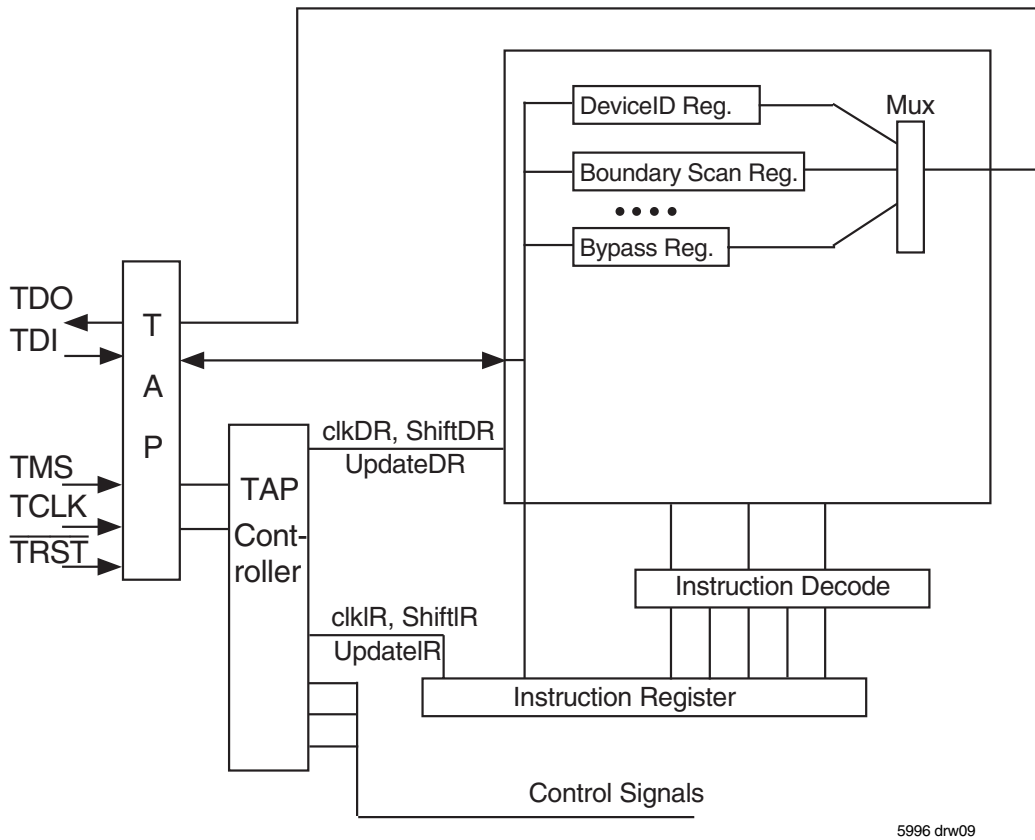 DeviceID Reg.
Mux
Boundary Scan Reg.
Bypass Reg.
TDO
TDI
T
A
P
TMS
TCLK
TRST
clkDR, ShiftDR
UpdateDR
TAP
Cont-
roller
Instruction Decode
clkIR, ShiftIR
UpdateIR
Instruction Register
Control Signals
5996 drw09